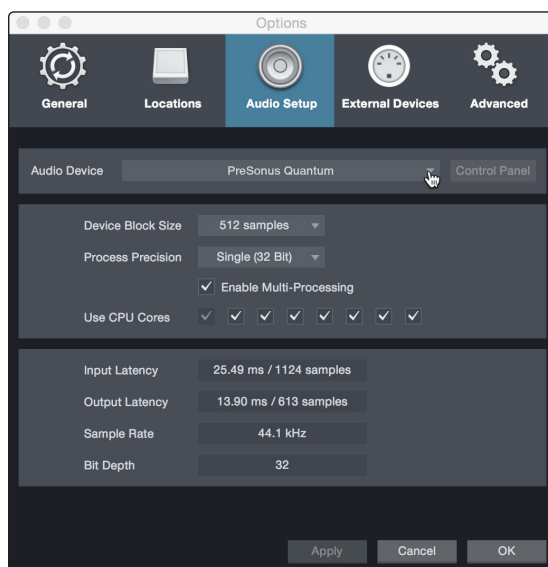 Options
General Locations Audio Setup External Devices Advanced
Audio Device PreSonus Quantum Control Panel
Device Block Size 512 samples
Process Precision Single (32 Bit)
Enable Multi-Processing
Use CPU Cores
Input Latency 25.49 ms / 1124 samples
Output Latency 13.90 ms / 613 samples
Sample Rate 44.1 kHz
Bit Depth 32
Apply Cancel OK